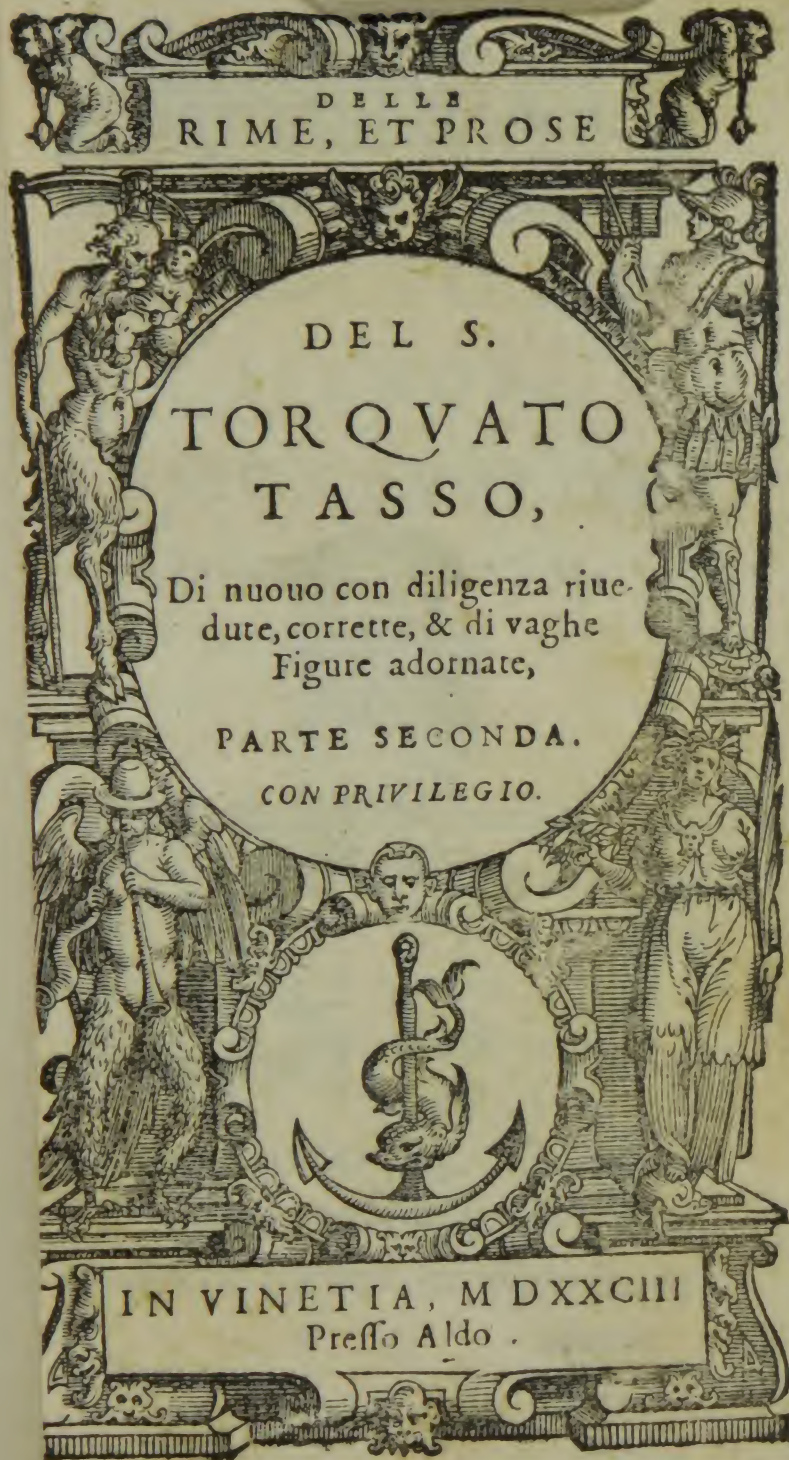 DELLE
RIME, ET PROSE
DEL S.
TORQVATO
TASSO,
Di nuouo con diligenza riue-
dute, corrette, & di vaghe
Figure adornate,
PARTE SECONDA.
CON PRIVILEGIO.
IN VINETIA, M DXXCIII
Preſſo Aldo .